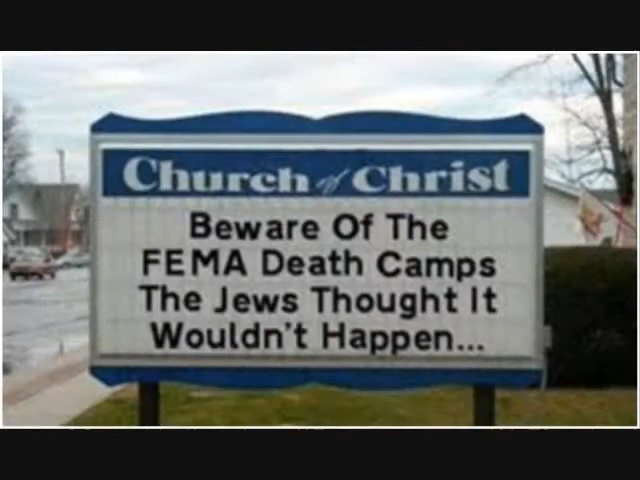 Church of Christ
Beware Of The
FEMA Death Camps
The Jews Thought It
Wouldn't Happen...